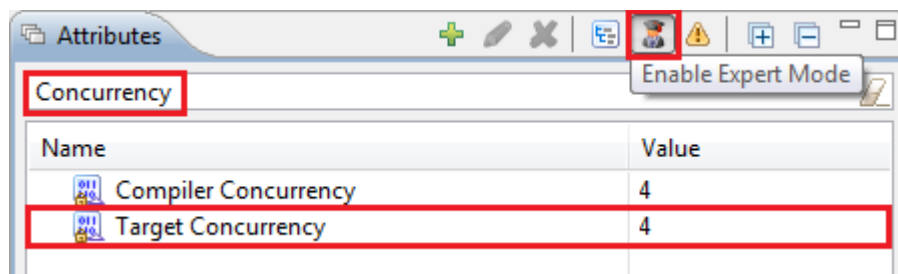 Attributes
Enable Expert Mode
Concurrency
Name Value
Compiler Concurrency 4
Target Concurrency 4